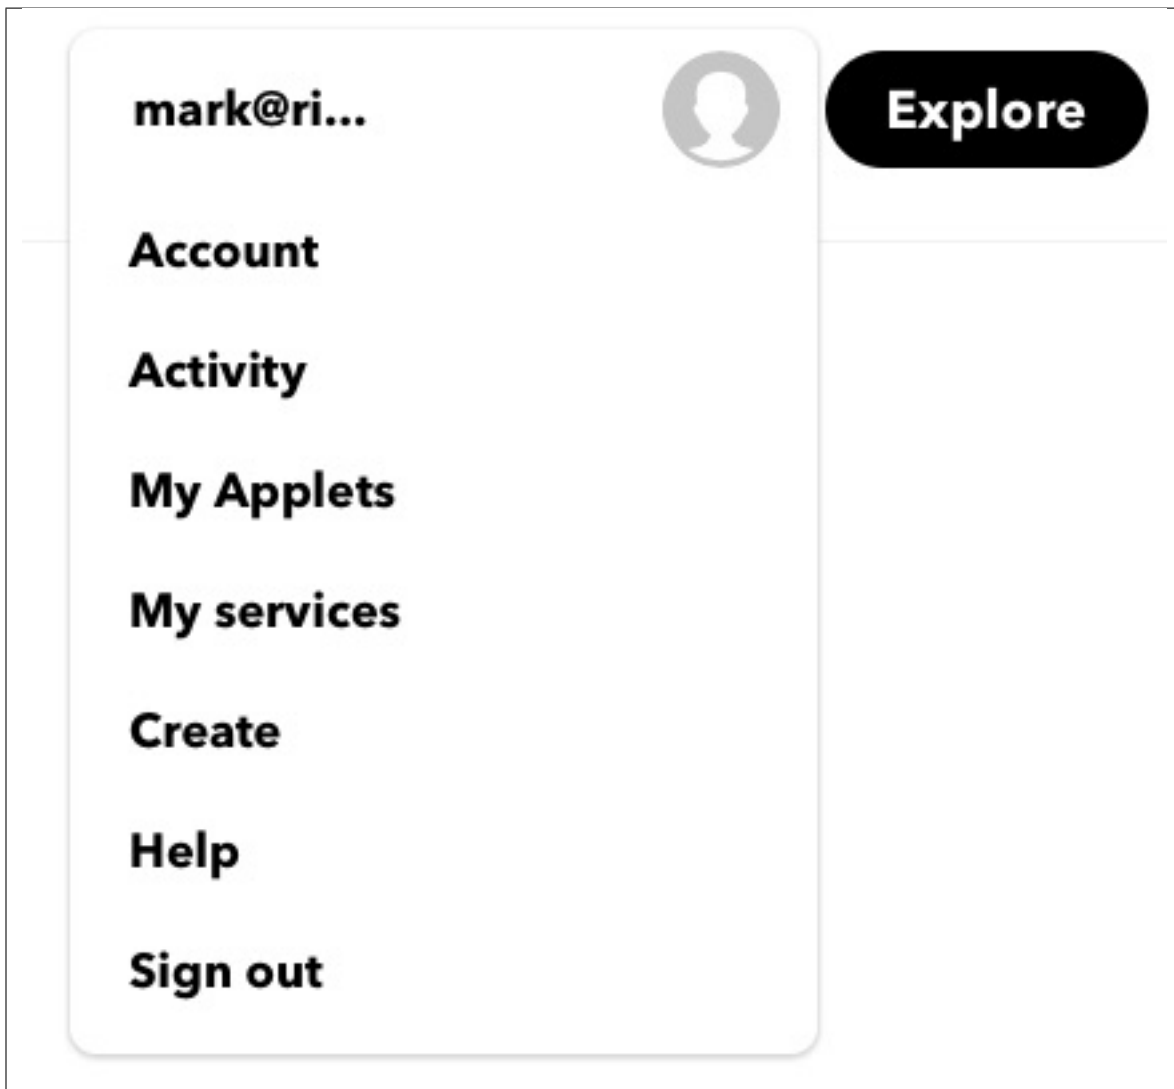 mark@ri...
Explore
Account
Activity
My Applets
My services
Create
Help
Sign out